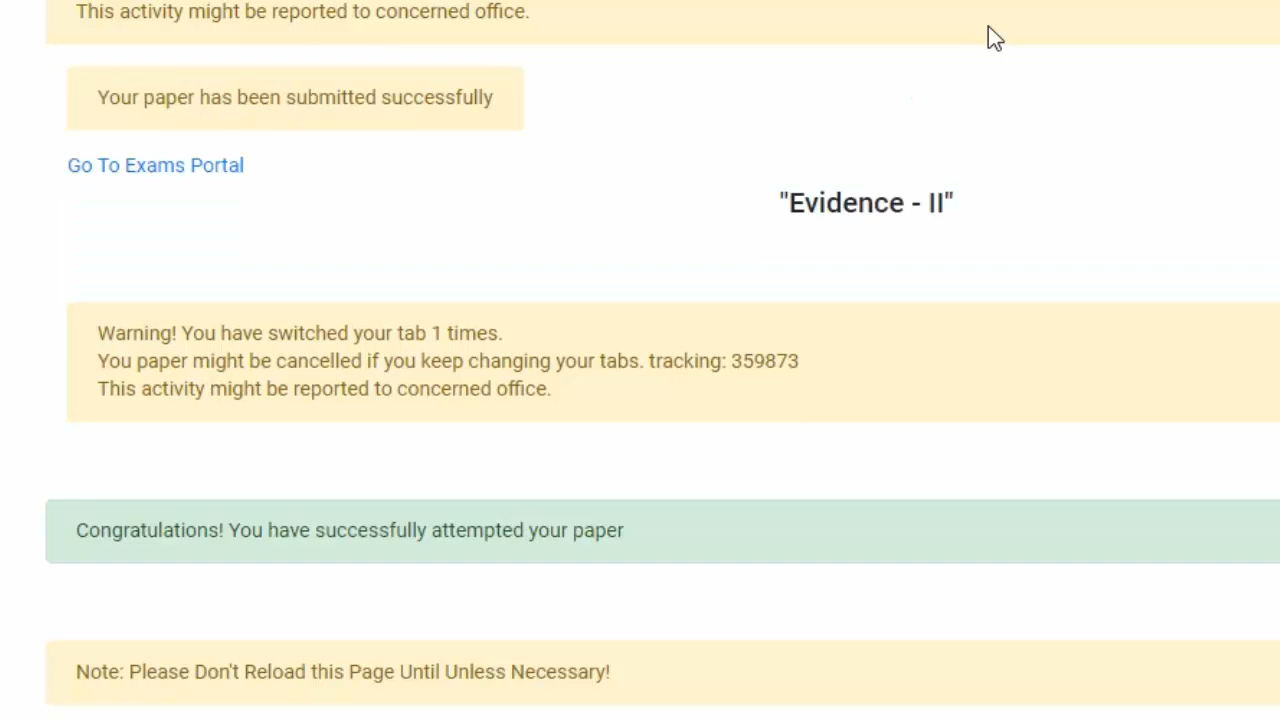 This activity might be reported to concerned office.
Your paper has been submitted successfully
Go To Exams Portal
"Evidence - II"
Warning! You have switched your tab 1 times.
You paper might be cancelled if you keep changing your tabs. tracking: 359873
This activity might be reported to concerned office.
Congratulations! You have successfully attempted your paper
Note: Please Don't Reload this Page Until Unless Necessary!